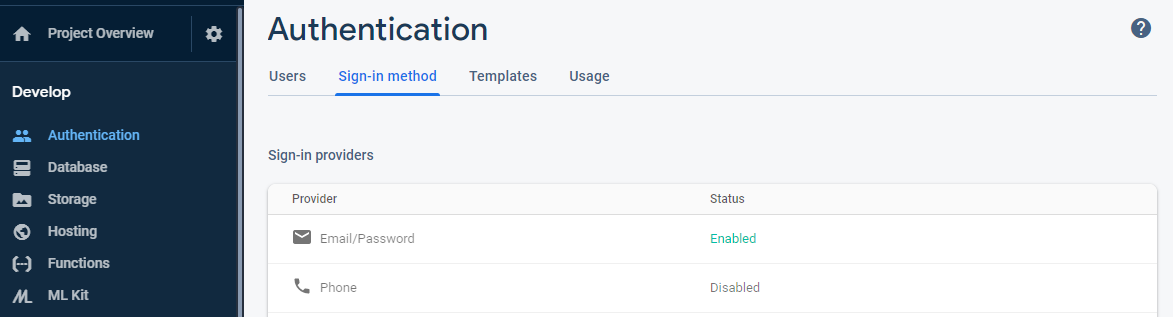 Project Overview
Develop
Authentication
Database
Storage
Hosting
Functions
ML Kit
Authentication
?
Users Sign-in method Templates Usage
Sign-in providers
Provider Status
Email/Password Enabled
Phone Disabled